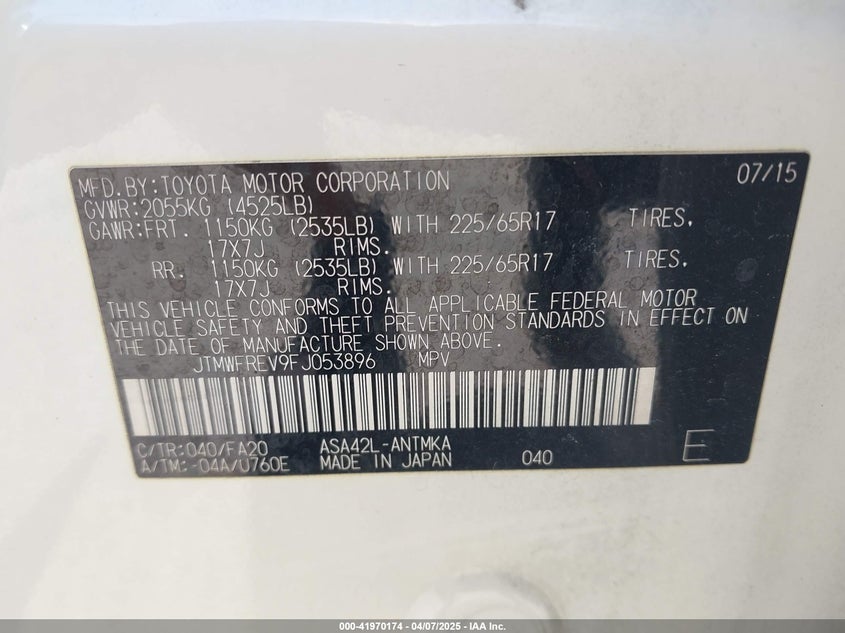 MFD.BY:TOYOTA MOTOR CORPORATION 07/15
GVWR:2055KG (4525LB)
GAWR:FRT. 1150KG (2535LB) WITH 225/65R17 TIRES.
17X7J RIMS.
RR. 1150KG (2535LB) WITH 225/65R17 TIRES.
17X7J RIMS.
THIS VEHICLE CONFORMS TO ALL APPLICABLE FEDERAL MOTOR
VEHICLE SAFETY AND THEFT PREVENTION STANDARDS IN EFFECT ON
THE DATE OF MANUFACTURE SHOWN ABOVE.
JTMWFREV9FJ053896 MPV
C/TR:040/FA20 ASA42L-ANTMKA
A/TM:-04A/U760E MADE IN JAPAN 040 E
000-41970174 | 04/07/2025 - IAA Inc.